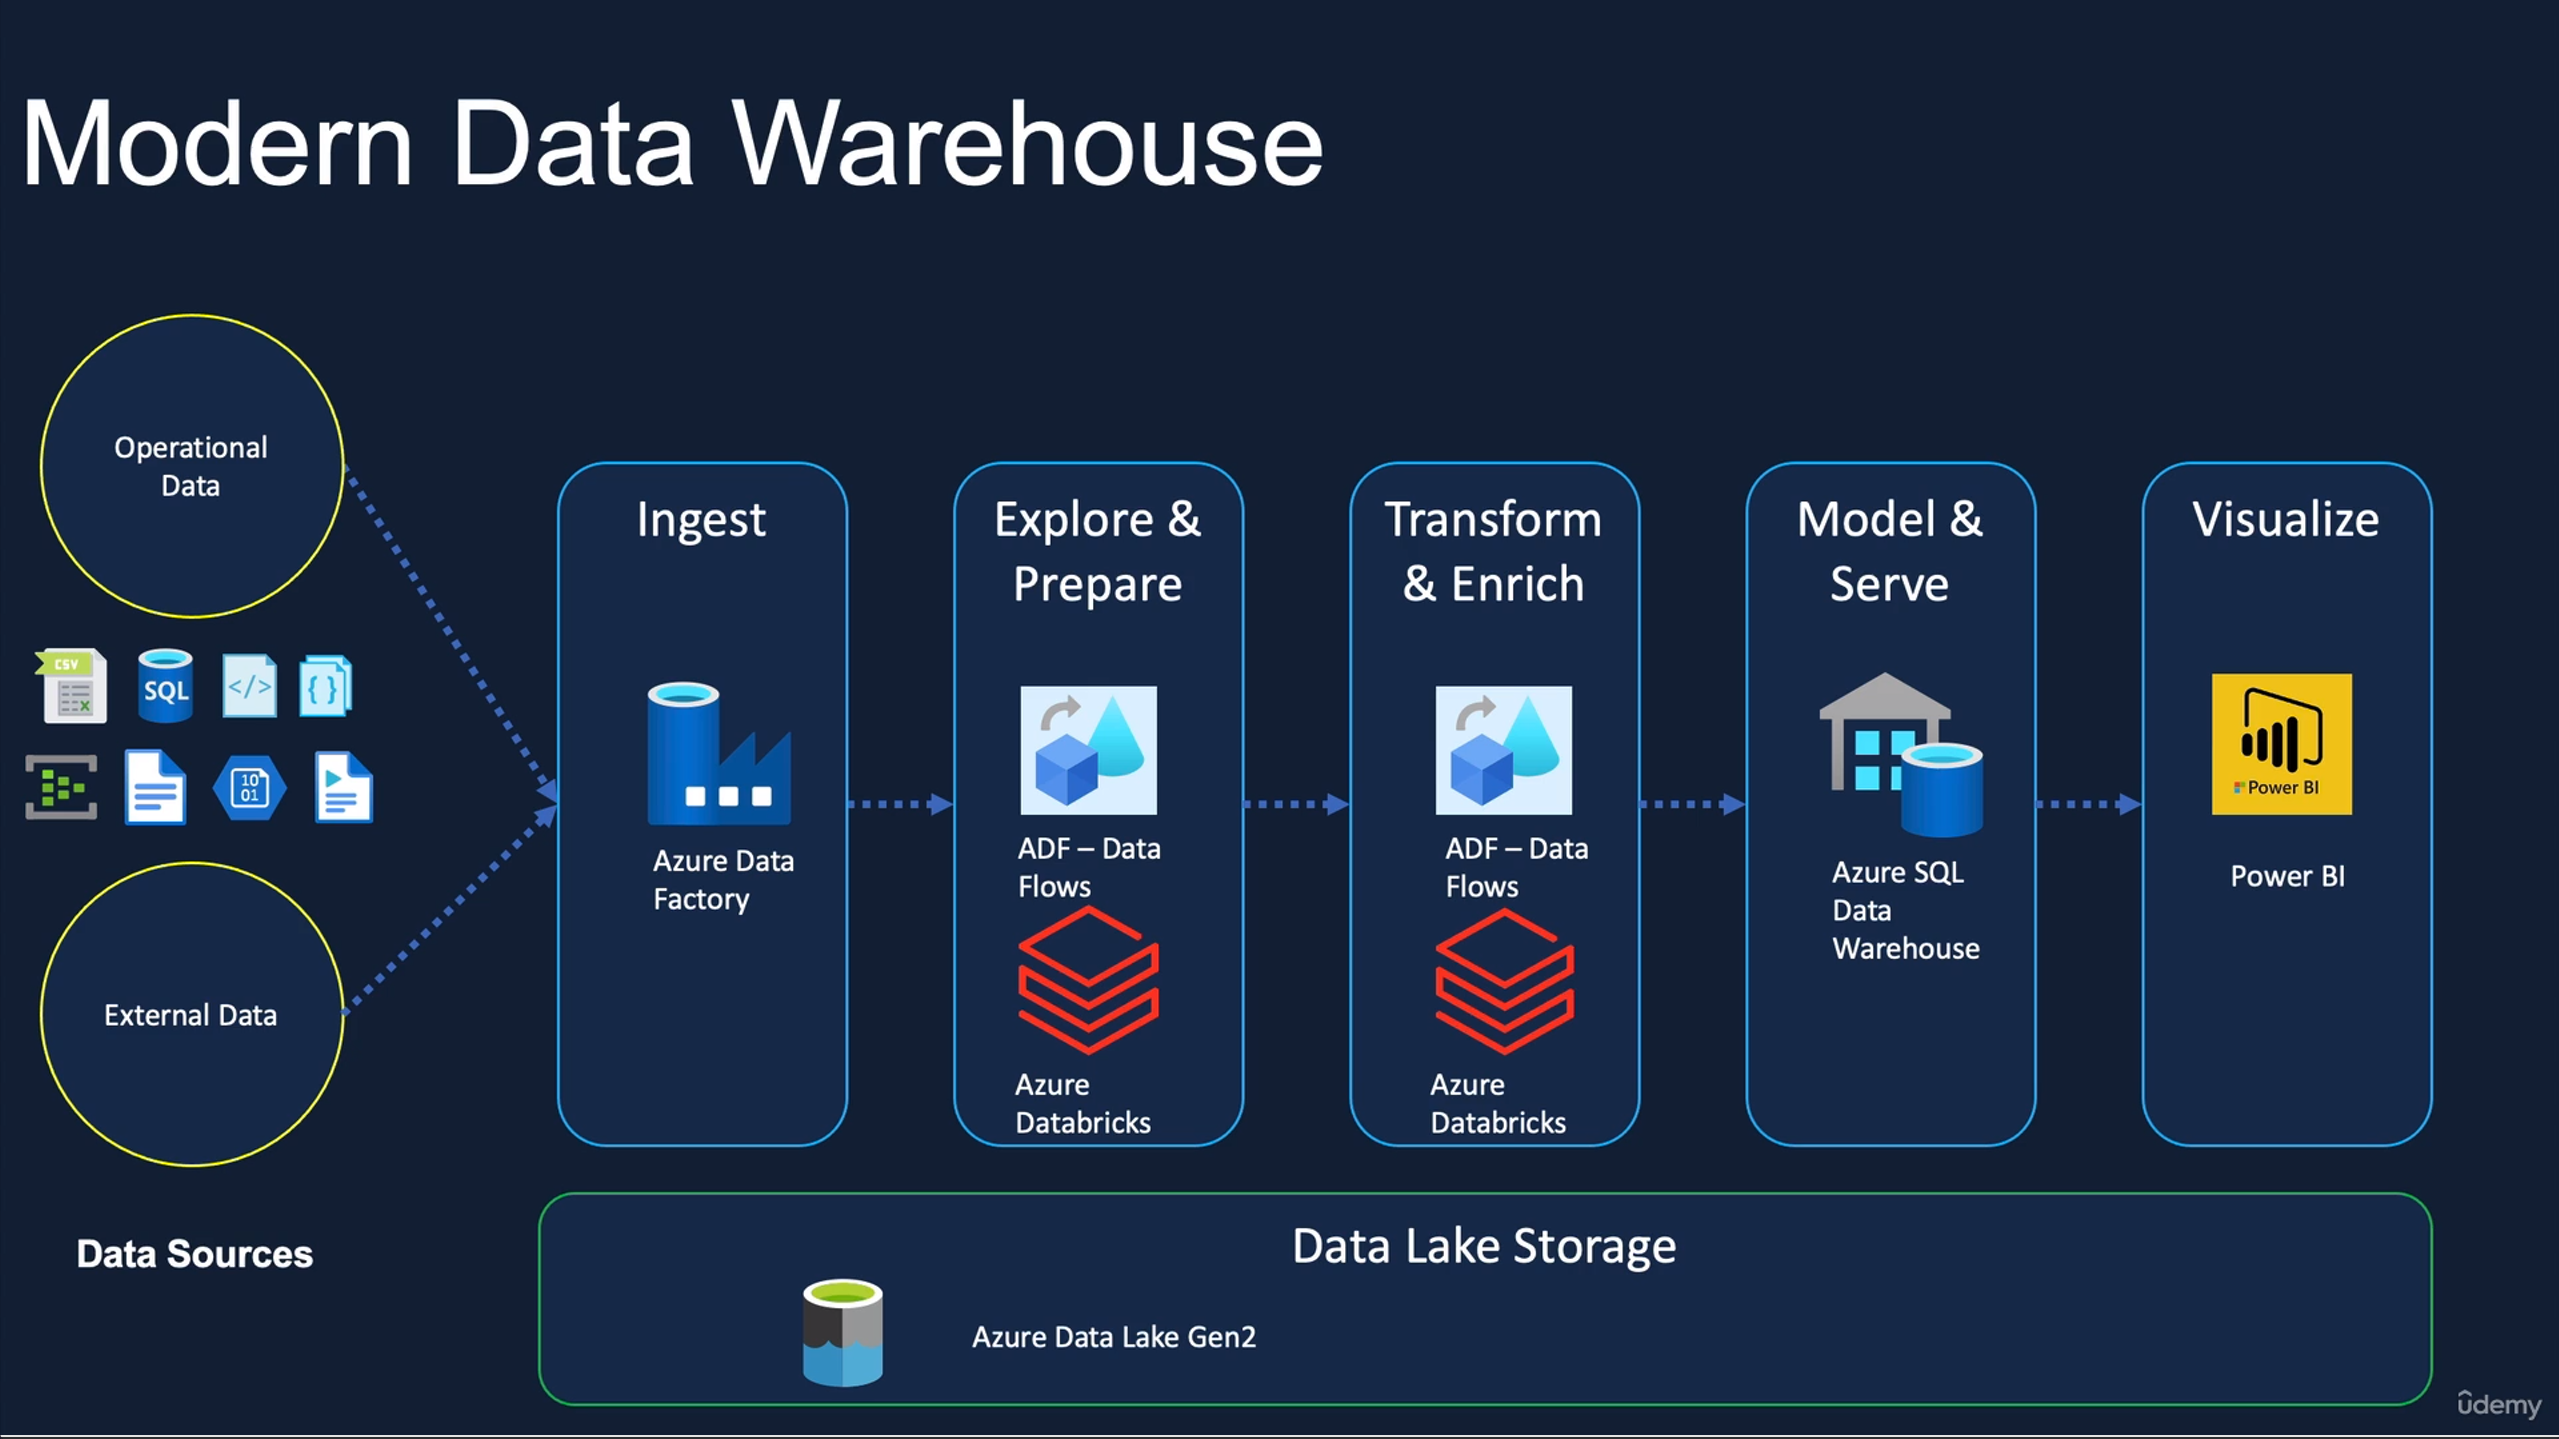 Modern Data Warehouse
Operational
Data
CSV
SQL
</>
{}
10
01
External Data
Data Sources
Ingest
Azure Data
Factory
Explore &
Prepare
ADF – Data
Flows
Azure
Databricks
Transform
& Enrich
ADF – Data
Flows
Azure
Databricks
Model &
Serve
Azure SQL
Data
Warehouse
Visualize
Power BI
Power BI
Data Lake Storage
Azure Data Lake Gen2
udemy